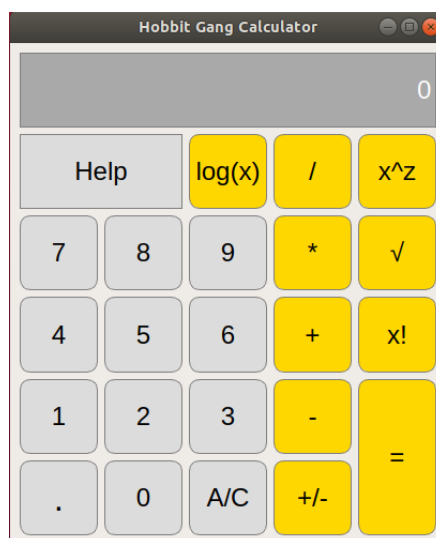 Hobbit Gang Calculator
0
Help log(x) / x^z
7 8 9 * √
4 5 6 + x!
1 2 3 - =
. 0 A/C +/-